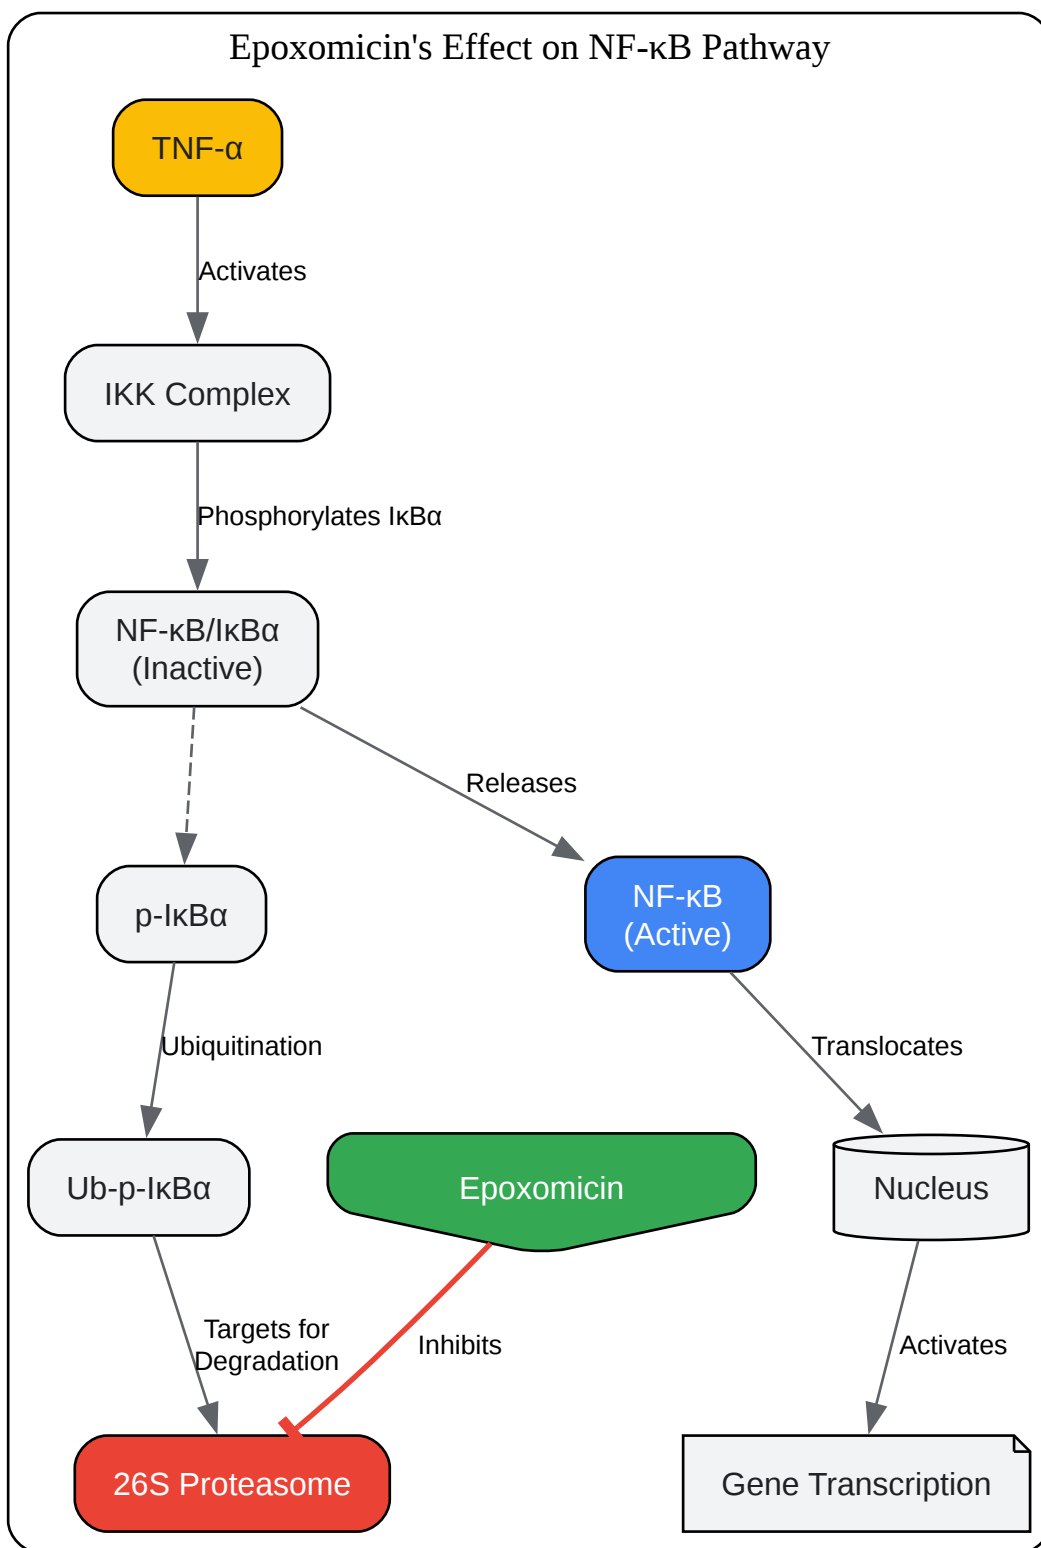 Epoxomicin's Effect on NF-κB Pathway
TNF-α
Activates
IKK Complex
Phosphorylates IκBα
NF-κB/IκBα
(Inactive)
Releases
p-IκBα
NF-κB
(Active)
Ubiquitination
Translocates
Ub-p-IκBα
Epoxomicin
Nucleus
Targets for
Degradation
Inhibits
Activates
26S Proteasome
Gene Transcription